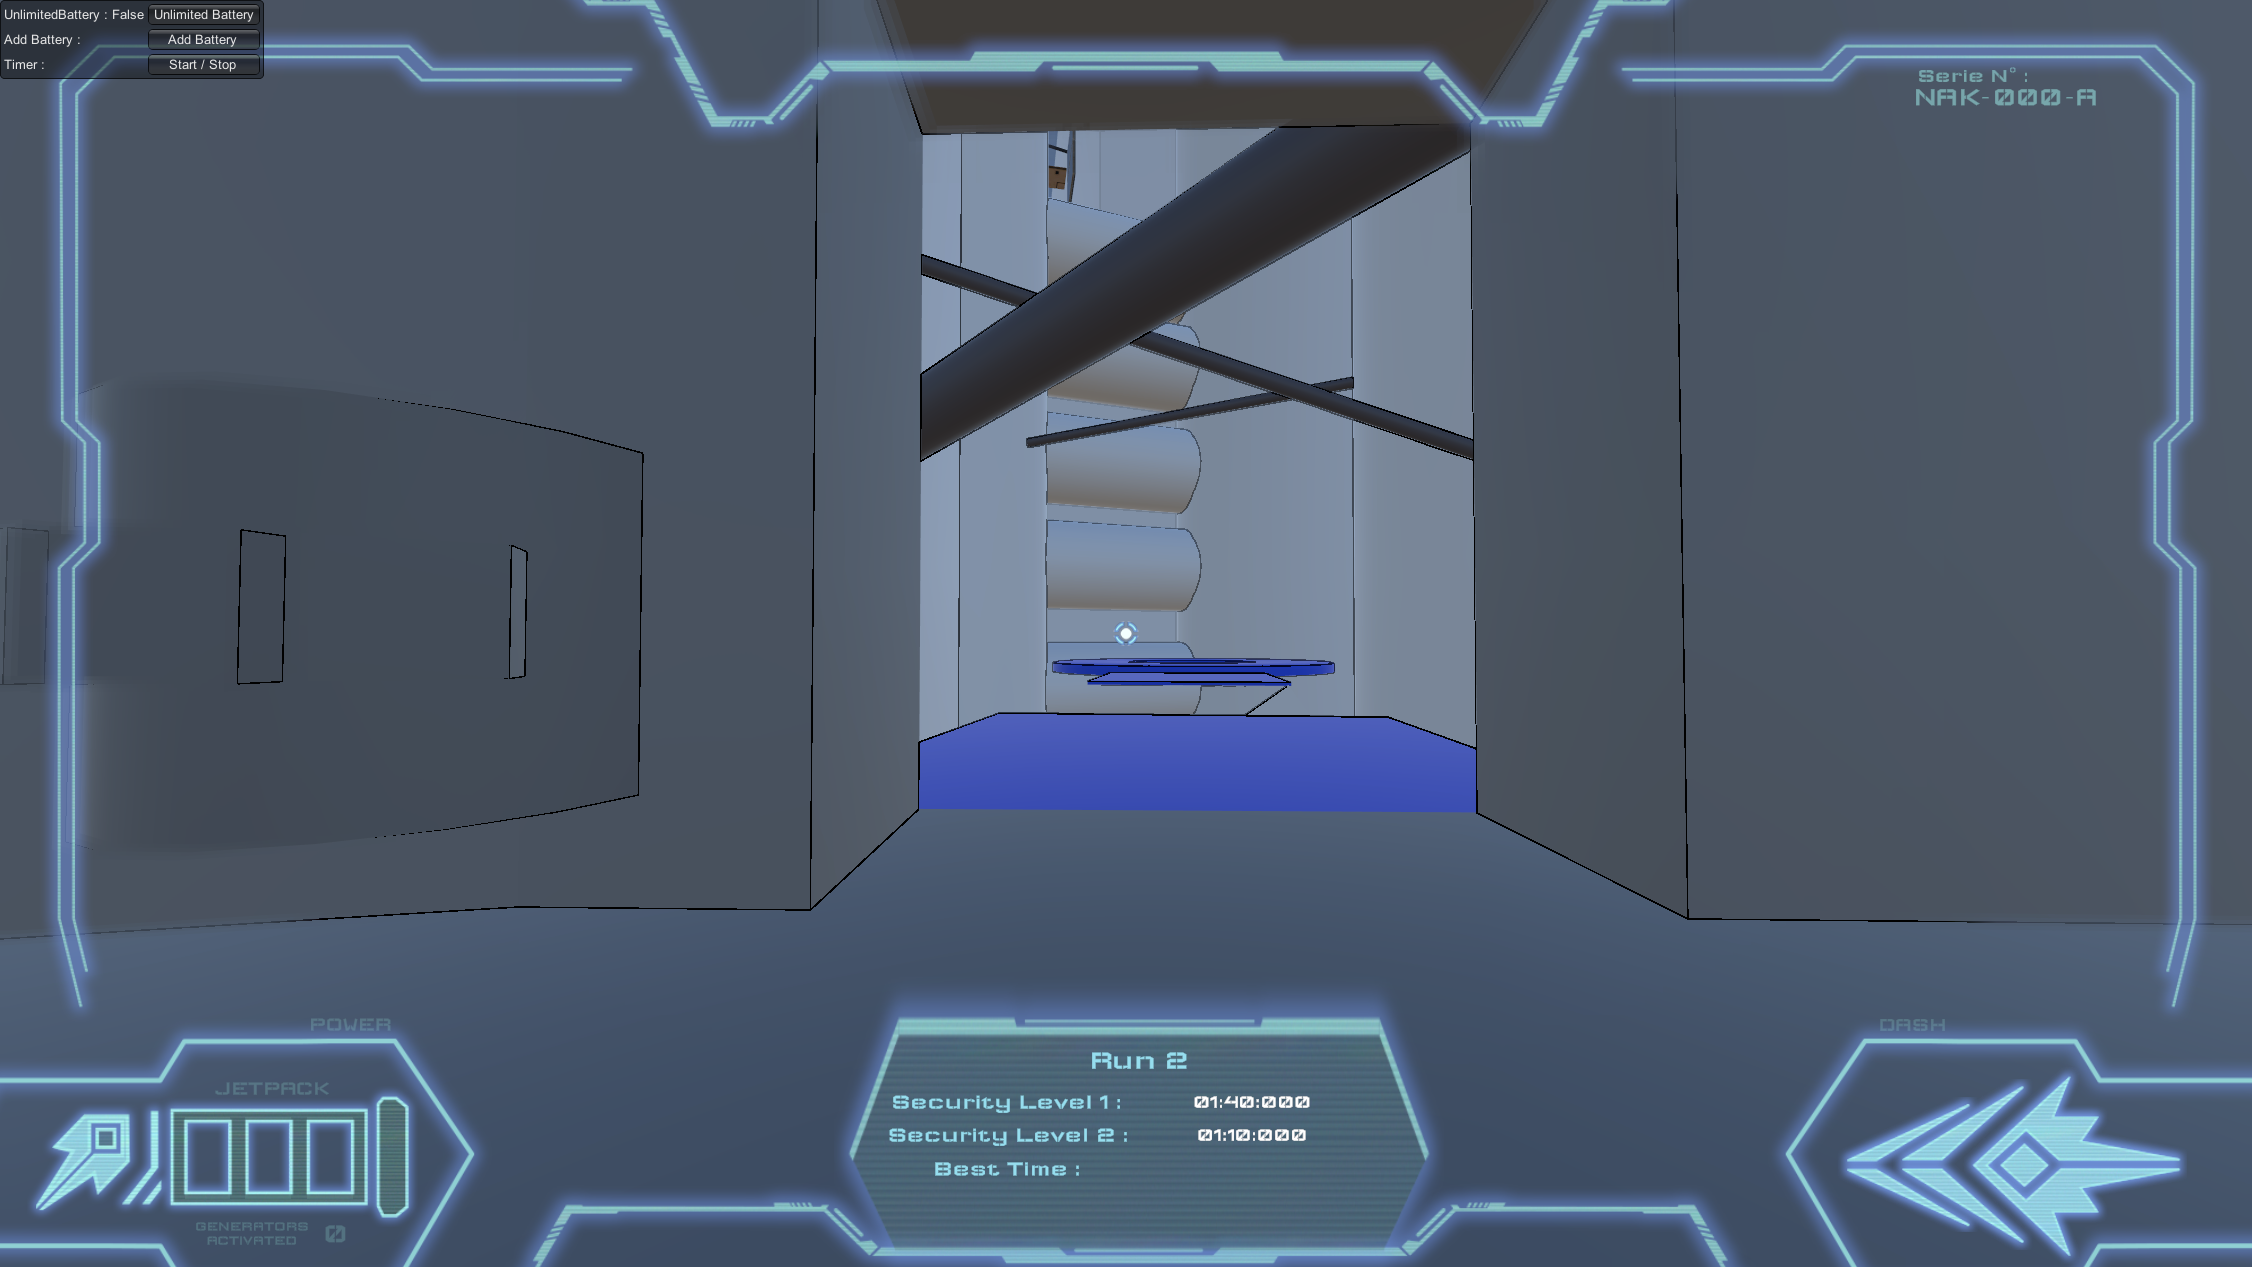 UnlimitedBattery : False Unlimited Battery
Add Battery : Add Battery
Timer : Start / Stop
Serie N° :
NAK-000-A
POWER
JETPACK
GENERATORS
ACTIVATED 0
Run 2
Security Level 1 : 01:40:000
Security Level 2 : 01:10:000
Best Time :
DASH